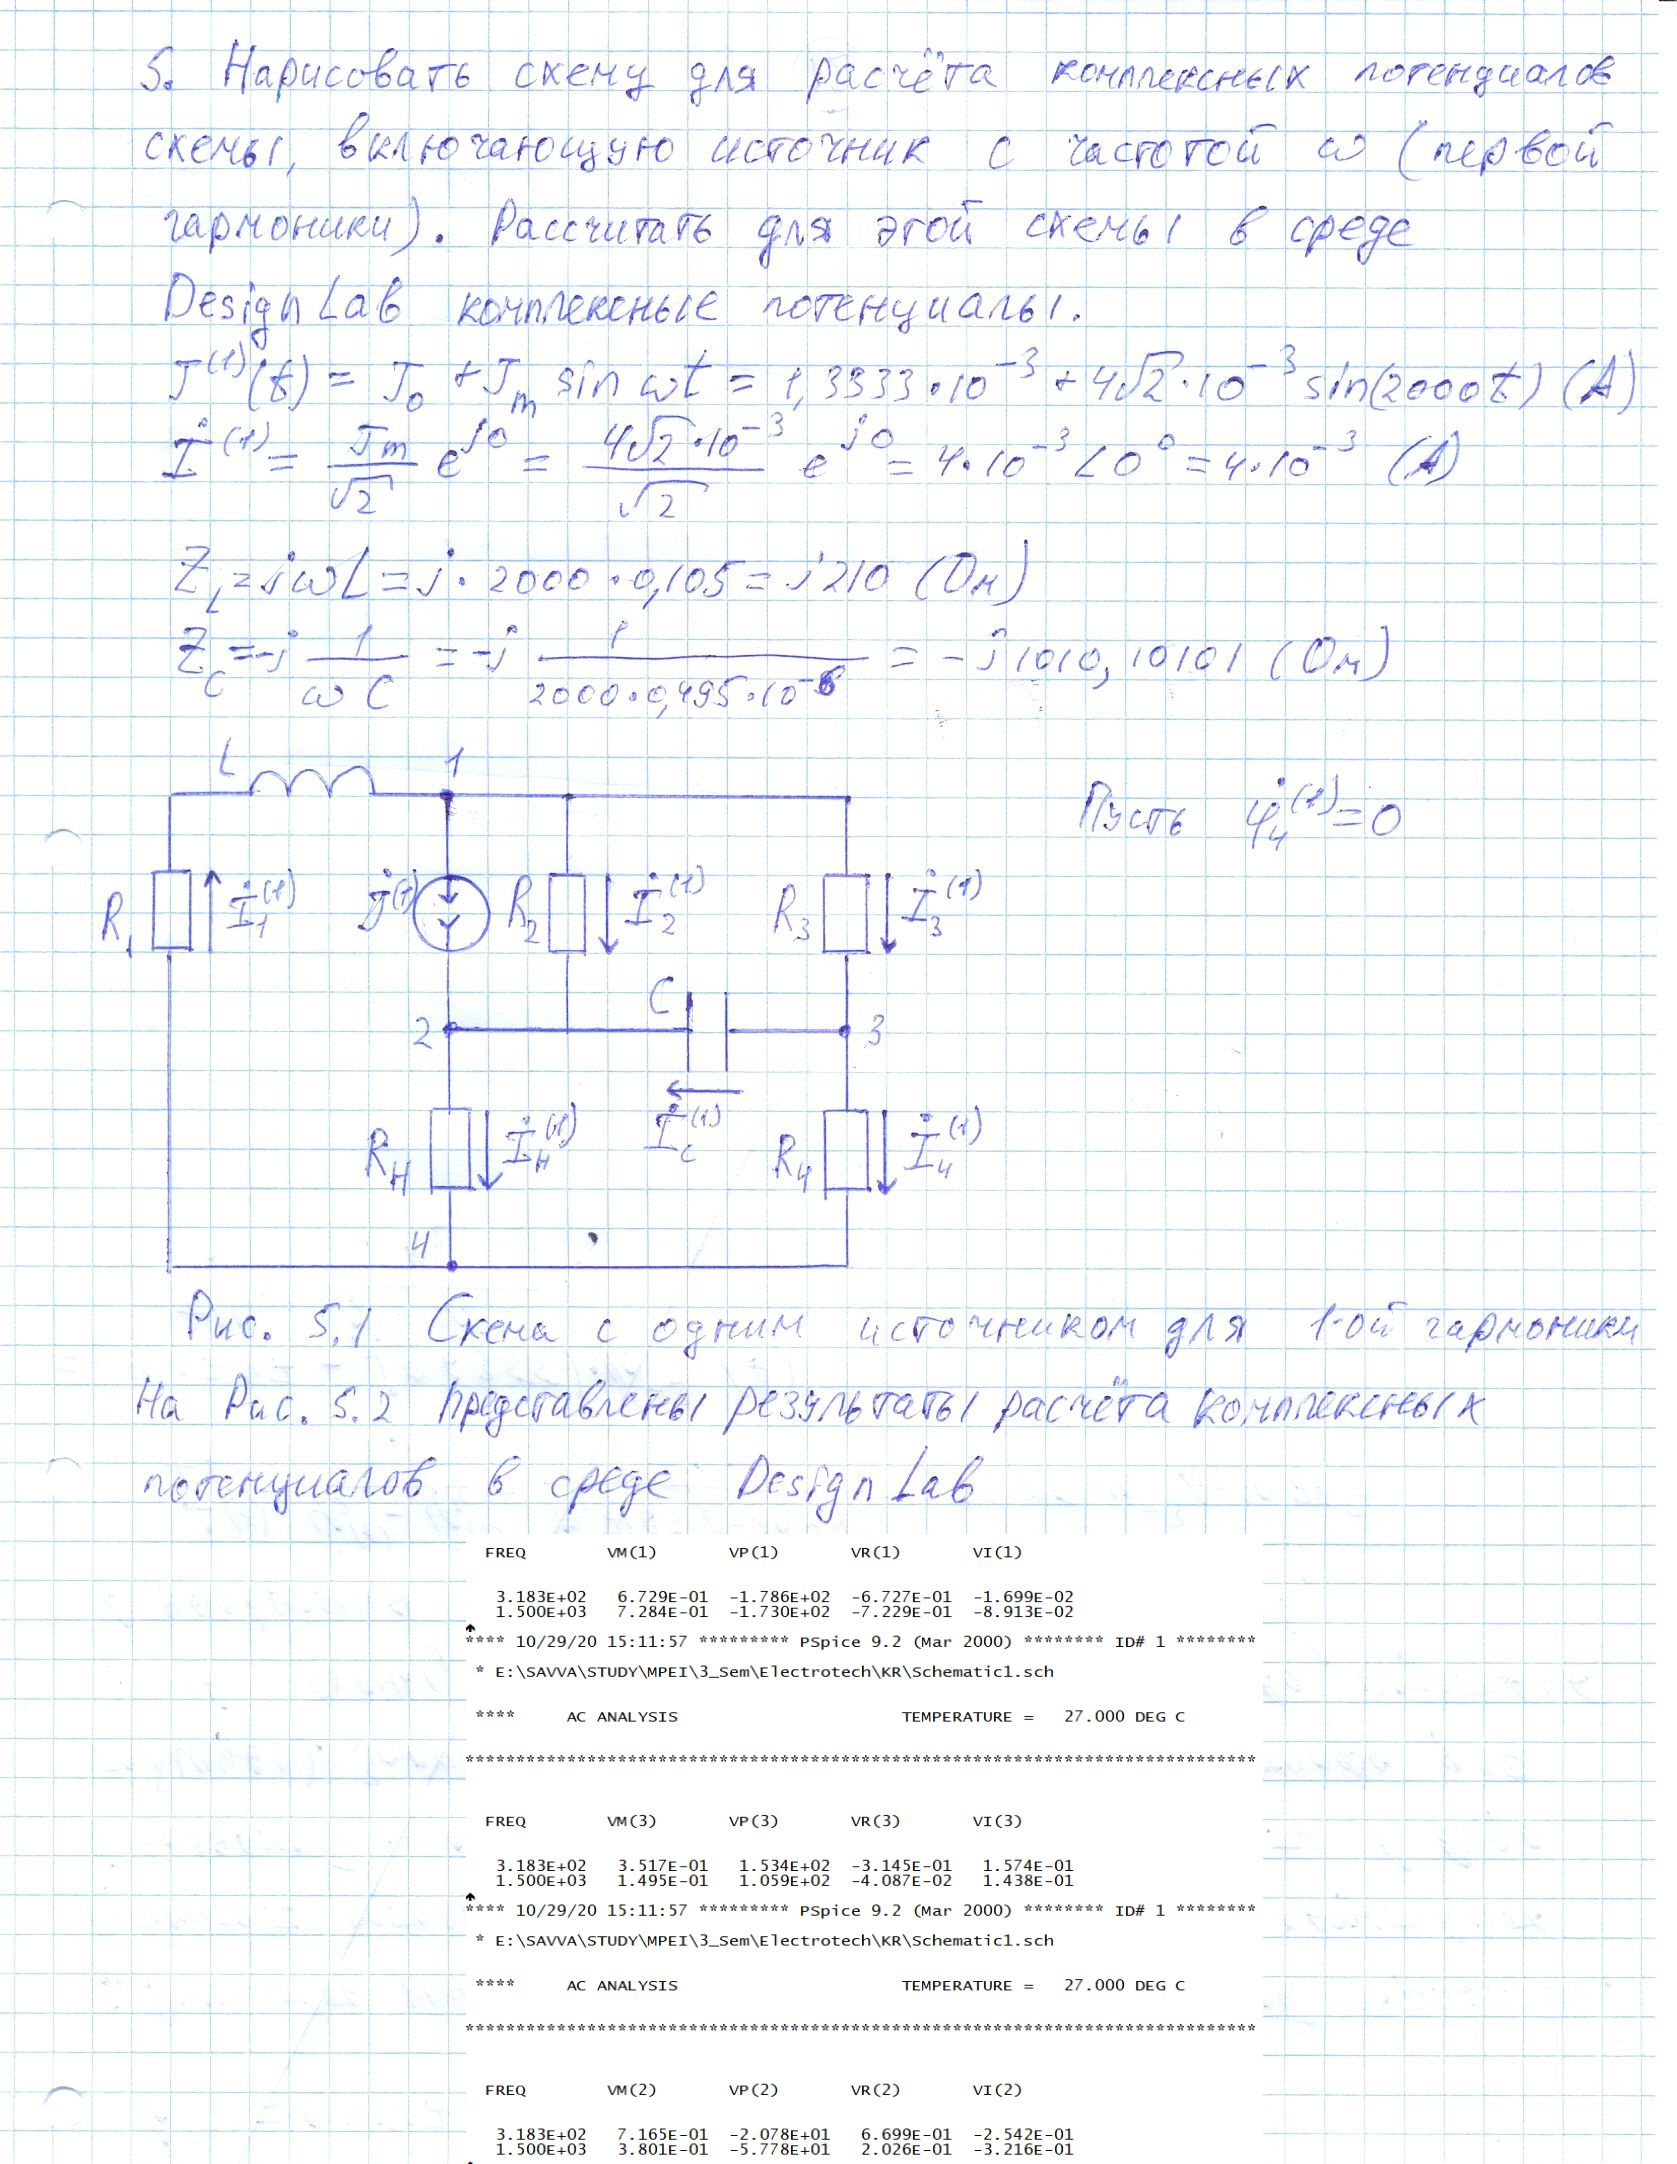 5. Нарисовать схему для расчёта комплексных потенциалов
схемы, включающую источник с частотой ω (первой
гармоники). Рассчитать для этой схемы в среде
DesignLab комплексные потенциалы.
J⁽¹⁾(t) = J₀ + Jₘ sin ωt = 1,3333·10⁻³ + 4√2·10⁻³ sin(2000t) (А)
İ⁽¹⁾ = Jₘ/√2 e^j0 = 4√2·10⁻³/√2 e^j0 = 4·10⁻³ ∠0° = 4·10⁻³ (А)
Z_L = jωL = j·2000·0,105 = j210 (Ом)
Z_C = -j 1/ωC = -j 1/2000·0,495·10⁻⁶ = -j1010,10101 (Ом)
L 1
Пусть φ̇₄⁽¹⁾=0
R₁ İ₁⁽¹⁾ J̇⁽¹⁾ R₂ İ₂⁽¹⁾ R₃ İ₃⁽¹⁾
C
2 3
R_H İ_H⁽¹⁾ İ_C⁽¹⁾ R₄ İ₄⁽¹⁾
4
Рис. 5.1 Схема с одним источником для 1-ой гармоники
На Рис. 5.2 представлены результаты расчёта комплексных
потенциалов в среде DesignLab
FREQ VM(1) VP(1) VR(1) VI(1)
3.183E+02 6.729E-01 -1.786E+02 -6.727E-01 -1.699E-02
1.500E+03 7.284E-01 -1.730E+02 -7.229E-01 -8.913E-02
**** 10/29/20 15:11:57 ********* PSpice 9.2 (Mar 2000) ******** ID# 1 ********
* E:\SAVVA\STUDY\MPEI\3_Sem\Electrotech\KR\Schematic1.sch
**** AC ANALYSIS TEMPERATURE = 27.000 DEG C
******************************************************************************
FREQ VM(3) VP(3) VR(3) VI(3)
3.183E+02 3.517E-01 1.534E+02 -3.145E-01 1.574E-01
1.500E+03 1.495E-01 1.059E+02 -4.087E-02 1.438E-01
**** 10/29/20 15:11:57 ********* PSpice 9.2 (Mar 2000) ******** ID# 1 ********
* E:\SAVVA\STUDY\MPEI\3_Sem\Electrotech\KR\Schematic1.sch
**** AC ANALYSIS TEMPERATURE = 27.000 DEG C
******************************************************************************
FREQ VM(2) VP(2) VR(2) VI(2)
3.183E+02 7.165E-01 -2.078E+01 6.699E-01 -2.542E-01
1.500E+03 3.801E-01 -5.778E+01 2.026E-01 -3.216E-01